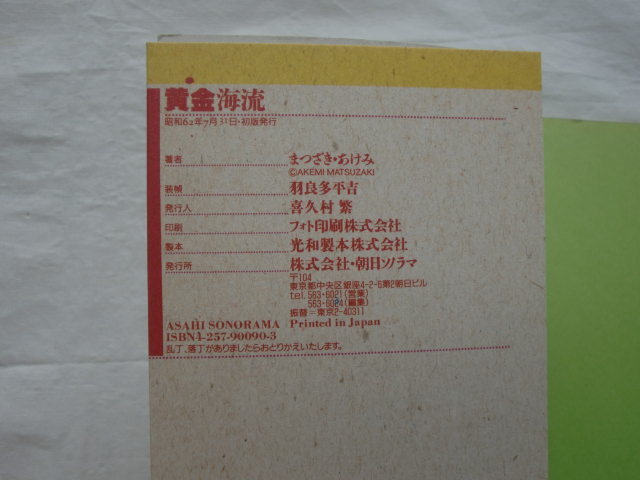 黄金海流
昭和62年7月31日・初版発行
著者 まつざき・あけみ
©AKEMI MATSUZAKI
装幀 羽良多平吉
発行人 喜久村 繁
印刷 フォト印刷株式会社
製本 光和製本株式会社
発行所 株式会社・朝日ソノラマ
〒104
東京都中央区銀座4-2-6第2朝日ビル
tel. 563-6021(営業)
563-6024(編集)
振替=東京2-40311
ASAHI SONORAMA Printed in Japan
ISBN4-257-90090-3
乱丁、落丁がありましたらおとりかえいたします。